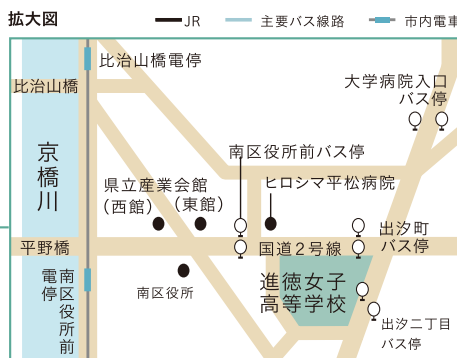 拡大図
JR 主要バス線路 市内電車
比治山橋電停
大学病院入口
バス停
比治山橋
京橋川
南区役所前バス停
県立産業会館
(西館) (東館)
ヒロシマ平松病院
出汐町
バス停
平野橋
国道2号線
進徳女子
高等学校
南区役所前
電停
南区役所
出汐二丁目
バス停